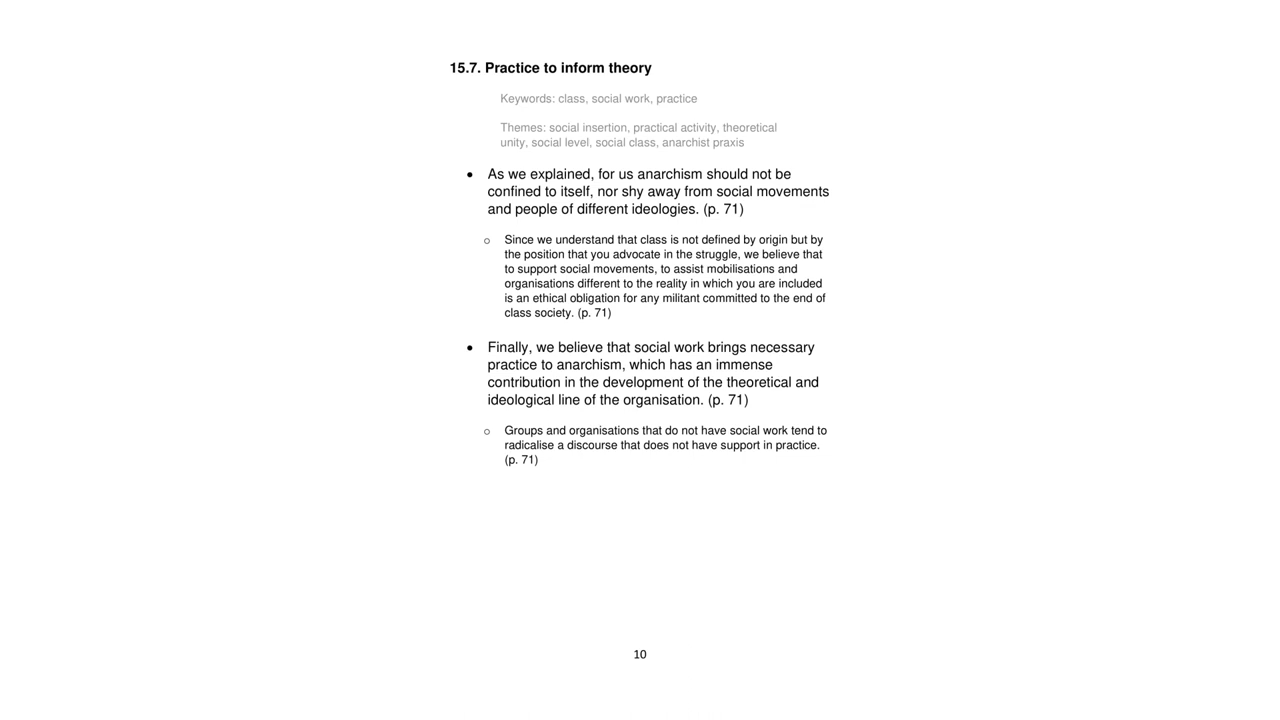 15.7. Practice to inform theory
Keywords: class, social work, practice
Themes: social insertion, practical activity, theoretical
unity, social level, social class, anarchist praxis
• As we explained, for us anarchism should not be
confined to itself, nor shy away from social movements
and people of different ideologies. (p. 71)
○ Since we understand that class is not defined by origin but by
the position that you advocate in the struggle, we believe that
to support social movements, to assist mobilisations and
organisations different to the reality in which you are included
is an ethical obligation for any militant committed to the end of
class society. (p. 71)
• Finally, we believe that social work brings necessary
practice to anarchism, which has an immense
contribution in the development of the theoretical and
ideological line of the organisation. (p. 71)
○ Groups and organisations that do not have social work tend to
radicalise a discourse that does not have support in practice.
(p. 71)
10